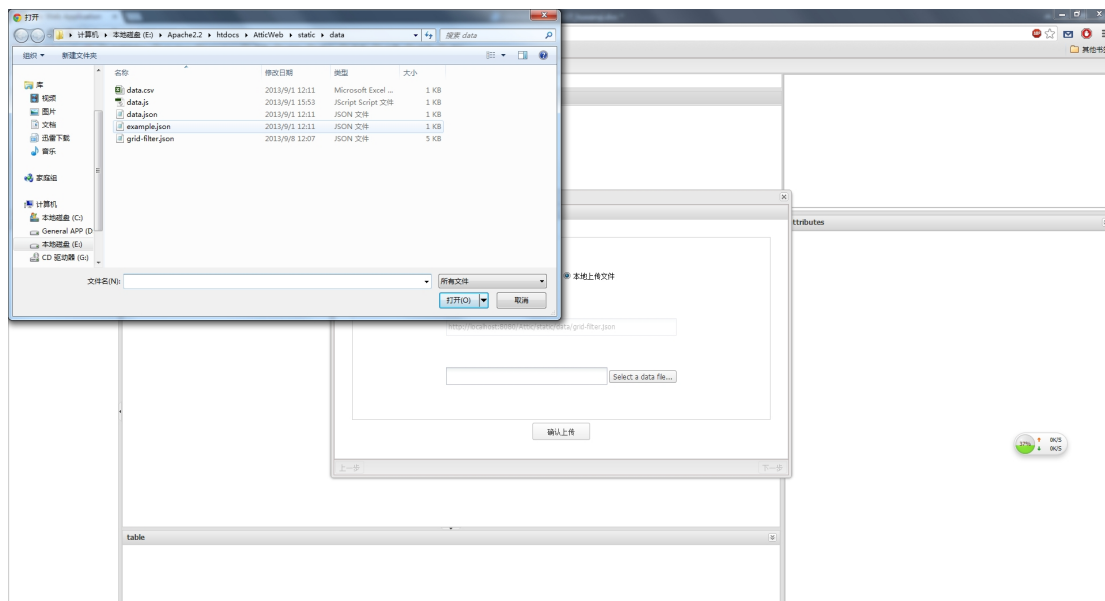 打开
计算机 ▸ 本地磁盘 (E:) ▸ Apache2.2 ▸ htdocs ▸ AtticWeb ▸ static ▸ data
搜索 data
组织 新建文件夹
名称 修改日期 类型 大小
data.csv 2013/9/1 12:11 Microsoft Excel ... 1 KB
data.js 2013/9/1 15:53 JScript Script 文件 1 KB
data.json 2013/9/1 12:11 JSON 文件 1 KB
example.json 2013/9/1 12:11 JSON 文件 1 KB
grid-filter.json 2013/9/8 12:07 JSON 文件 5 KB
库
视频
图片
文档
迅雷下载
音乐
家庭组
计算机
本地磁盘 (C:)
General APP (D
本地磁盘 (E:)
CD 驱动器 (G:)
文件名(N):
所有文件
打开(O) 取消
其他书
ttributes
本地上传文件
http://localhost:8080/Attic/static/data/grid-filter.json
Select a data file...
确认上传
上一步 下一步
37% 0K/S
0K/S
table